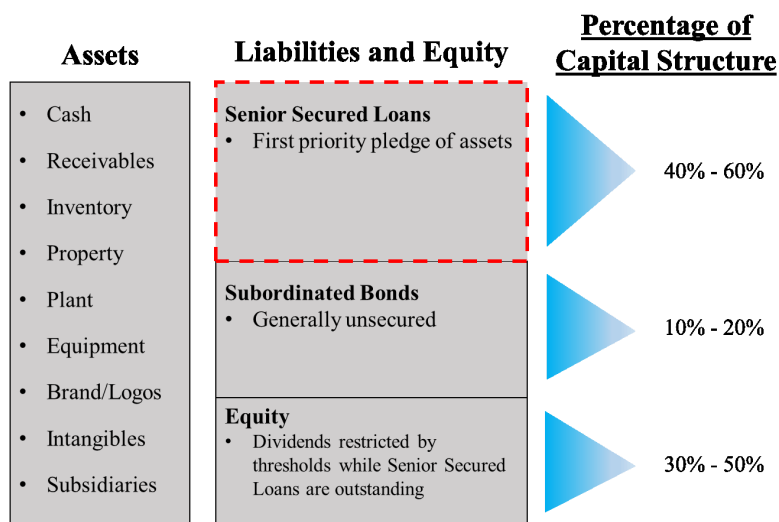 Assets
• Cash
• Receivables
• Inventory
• Property
• Plant
• Equipment
• Brand/Logos
• Intangibles
• Subsidiaries
Liabilities and Equity
Senior Secured Loans
• First priority pledge of assets
Subordinated Bonds
• Generally unsecured
Equity
• Dividends restricted by
thresholds while Senior Secured
Loans are outstanding
Percentage of
Capital Structure
40% - 60%
10% - 20%
30% - 50%